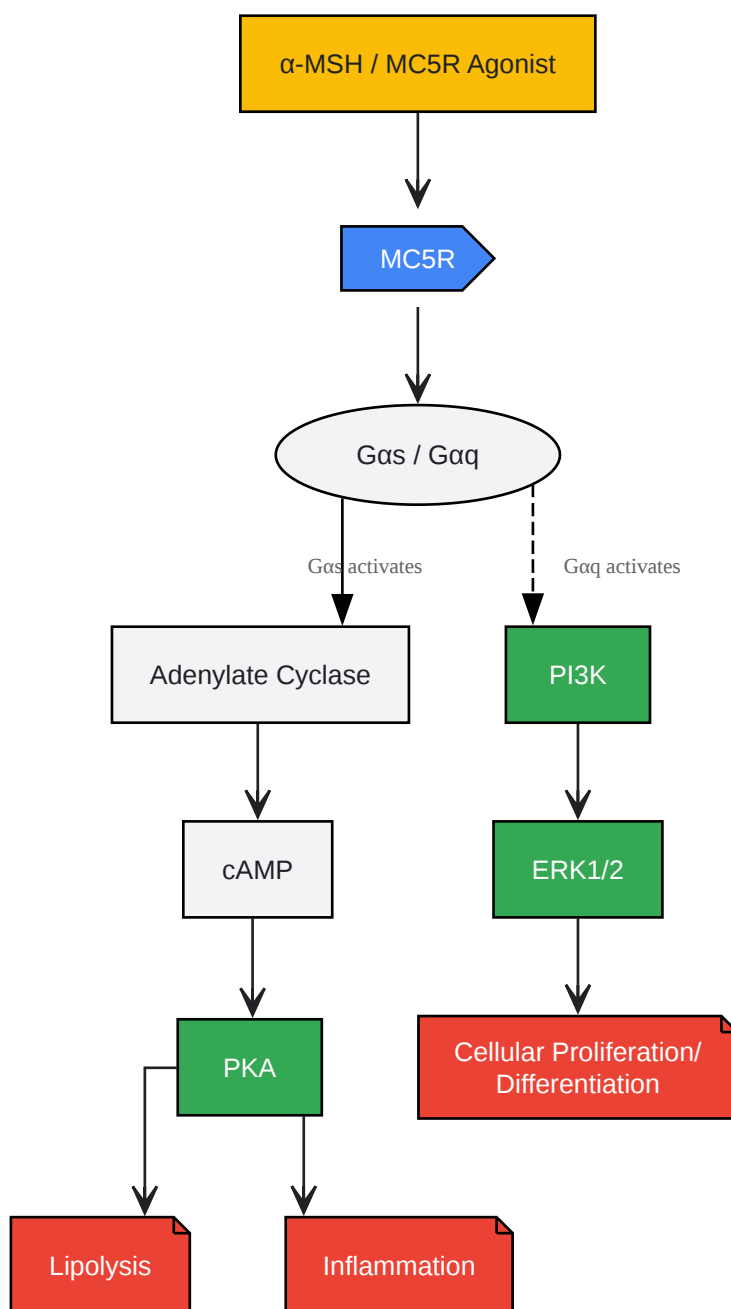 α-MSH / MC5R Agonist
MC5R
Gαs / Gαq
Gαs activates
Gαq activates
Adenylate Cyclase
PI3K
cAMP
ERK1/2
PKA
Cellular Proliferation/
Differentiation
Lipolysis
Inflammation